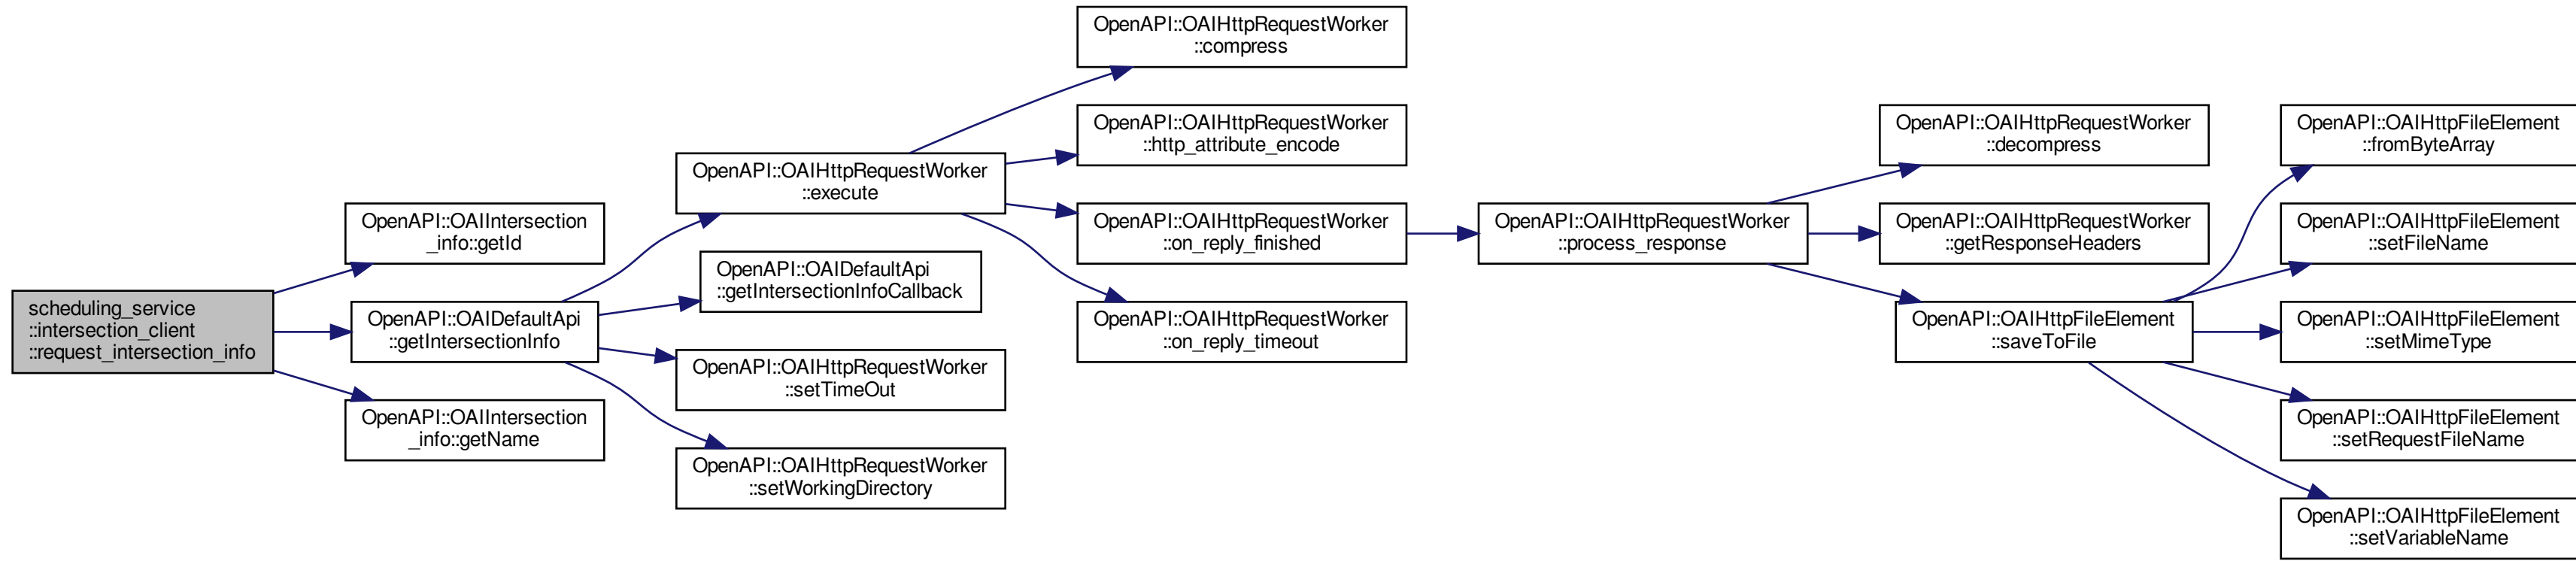 scheduling_service
::intersection_client
::request_intersection_info
OpenAPI::OAIIntersection
_info::getId
OpenAPI::OAIDefaultApi
::getIntersectionInfo
OpenAPI::OAIIntersection
_info::getName
OpenAPI::OAIHttpRequestWorker
::execute
OpenAPI::OAIDefaultApi
::getIntersectionInfoCallback
OpenAPI::OAIHttpRequestWorker
::setTimeOut
OpenAPI::OAIHttpRequestWorker
::setWorkingDirectory
OpenAPI::OAIHttpRequestWorker
::compress
OpenAPI::OAIHttpRequestWorker
::http_attribute_encode
OpenAPI::OAIHttpRequestWorker
::on_reply_finished
OpenAPI::OAIHttpRequestWorker
::on_reply_timeout
OpenAPI::OAIHttpRequestWorker
::process_response
OpenAPI::OAIHttpRequestWorker
::decompress
OpenAPI::OAIHttpRequestWorker
::getResponseHeaders
OpenAPI::OAIHttpFileElement
::saveToFile
OpenAPI::OAIHttpFileElement
::fromByteArray
OpenAPI::OAIHttpFileElement
::setFileName
OpenAPI::OAIHttpFileElement
::setMimeType
OpenAPI::OAIHttpFileElement
::setRequestFileName
OpenAPI::OAIHttpFileElement
::setVariableName